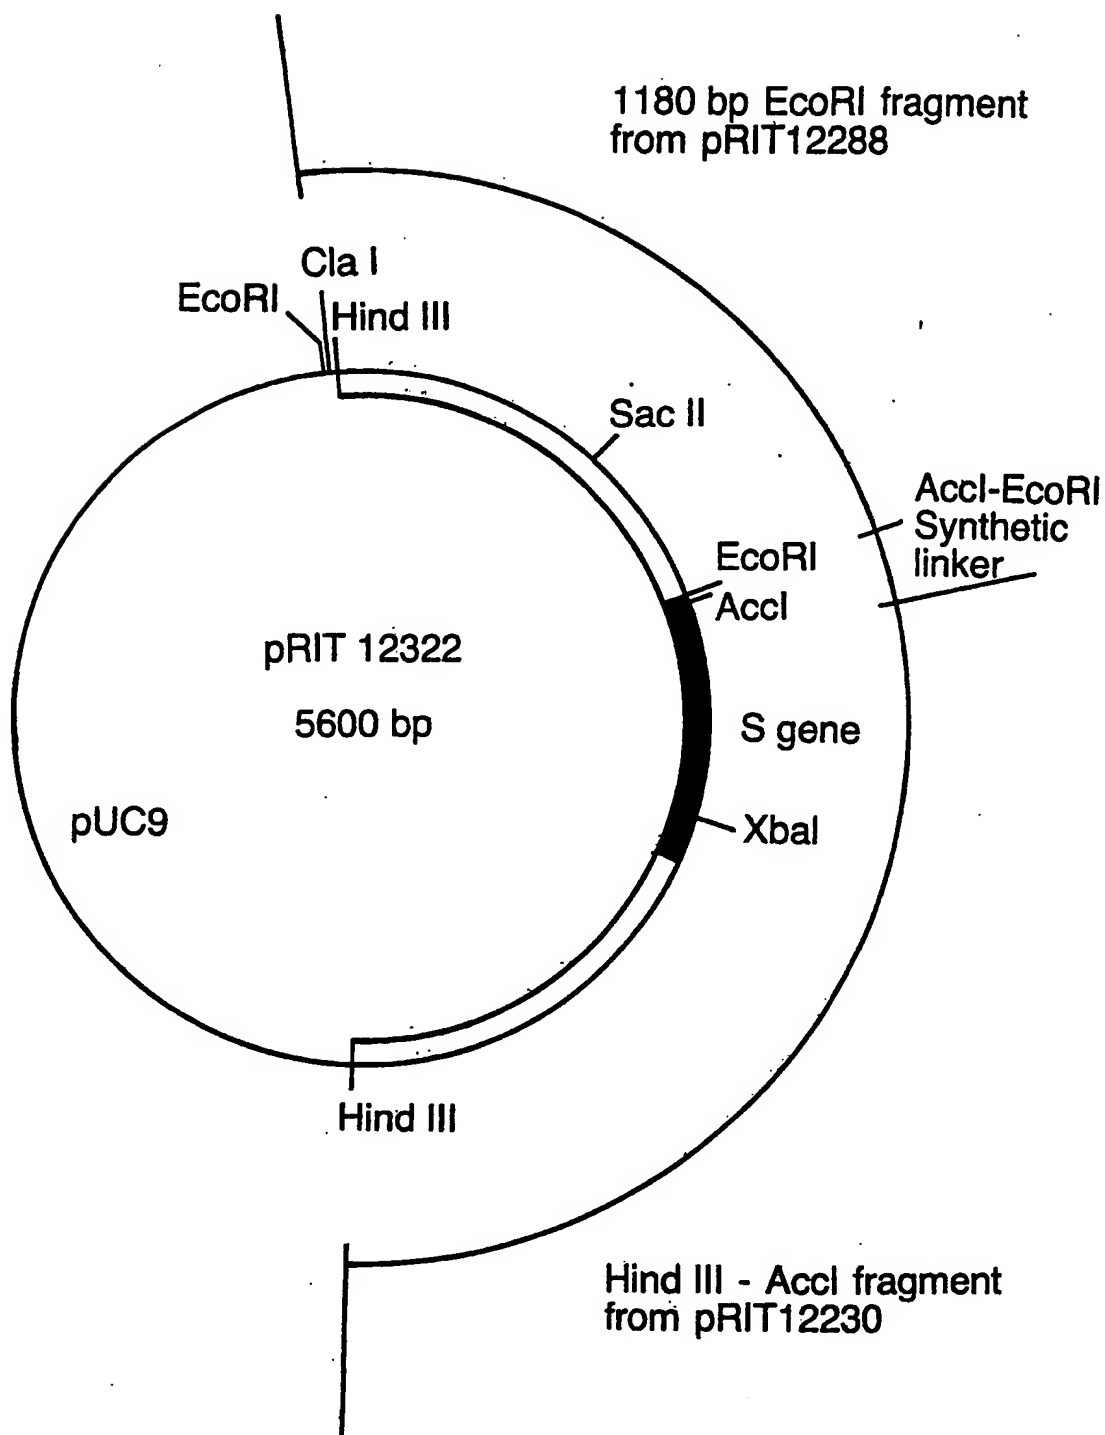 1180 bp EcoRI fragment
from pRIT12288
Cla I
EcoRI
Hind III
Sac II
AccI-EcoRI
Synthetic
linker
EcoRI
AccI
pRIT 12322
5600 bp
S gene
pUC9
XbaI
Hind III
Hind III - AccI fragment
from pRIT12230